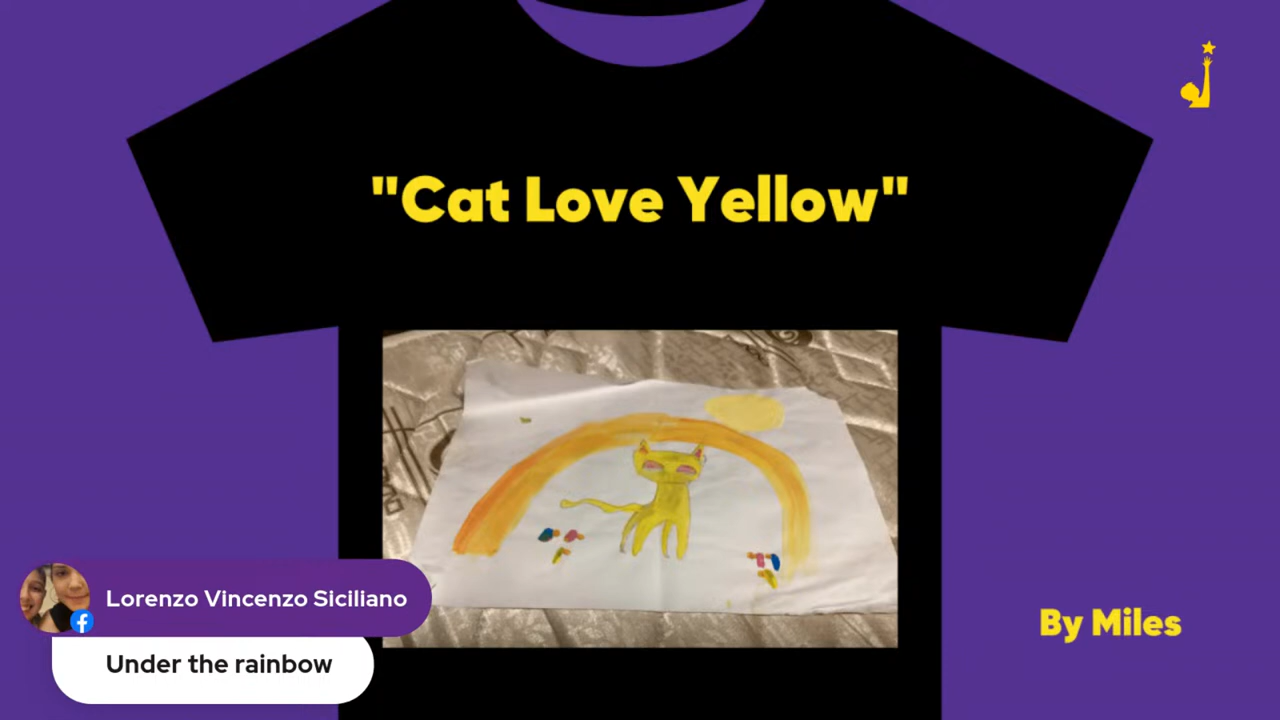 "Cat Love Yellow"
Lorenzo Vincenzo Siciliano
Under the rainbow
By Miles